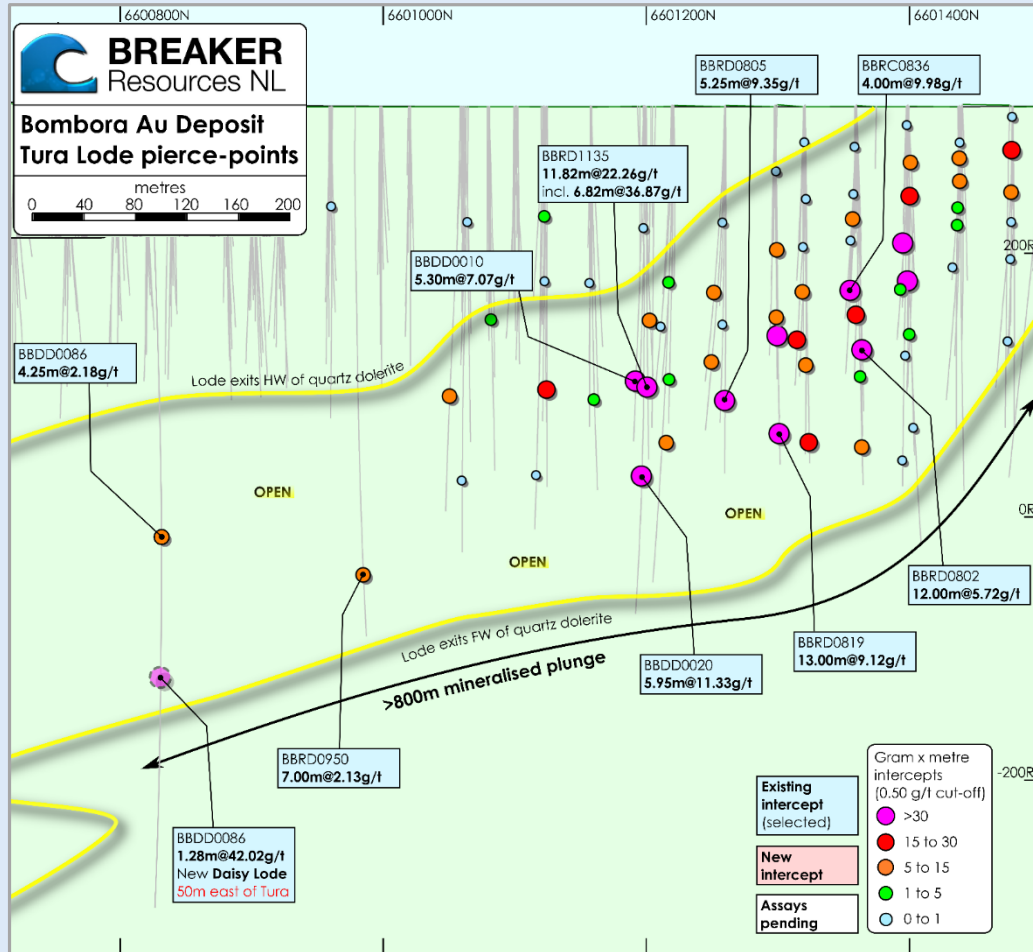 6600800N
6601000N
6601200N
6601400N
BREAKER
Resources NL
Bombora Au Deposit
Tura Lode pierce-points
metres
0 40 80 120 160 200
BBRD0805
5.25m@9.35g/t
BBRC0836
4.00m@9.98g/t
BBRD1135
11.82m@22.26g/t
incl. 6.82m@36.87g/t
BBDD0010
5.30m@7.07g/t
200R
BBDD0086
4.25m@2.18g/t
Lode exits HW of quartz dolerite
OPEN
OPEN
OPEN
0R
BBRD0802
12.00m@5.72g/t
Lode exits FW of quartz dolerite
>800m mineralised plunge
BBRD0819
13.00m@9.12g/t
BBDD0020
5.95m@11.33g/t
BBRD0950
7.00m@2.13g/t
-200R
BBDD0086
1.28m@42.02g/t
New Daisy Lode
50m east of Tura
Existing
intercept
(selected)
New
intercept
Assays
pending
Gram x metre
intercepts
(0.50 g/t cut-off)
>30
15 to 30
5 to 15
1 to 5
0 to 1